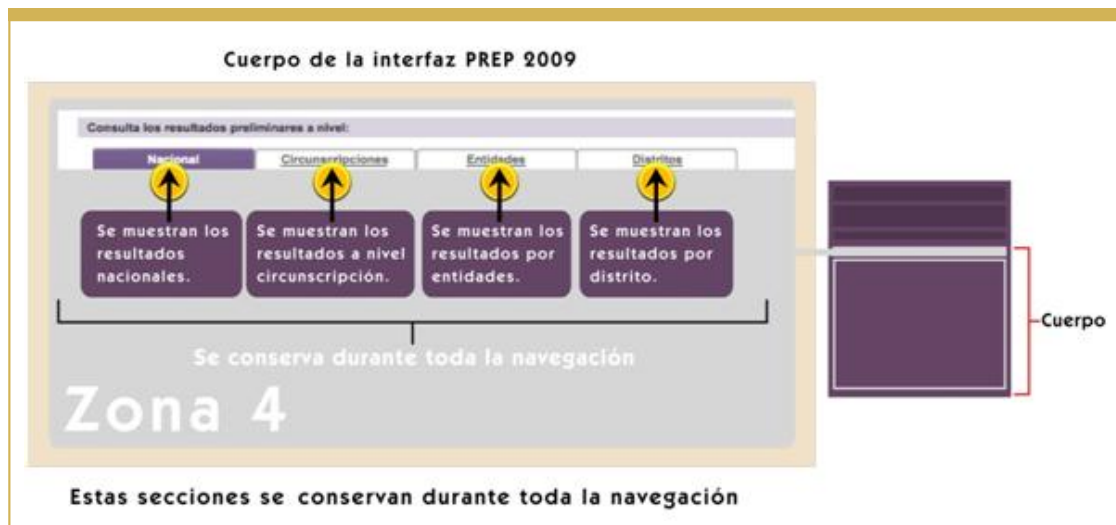 Cuerpo de la interfaz PREP 2009
Consulta los resultados preliminares a nivel:
Nacional
Circunscripciones
Entidades
Distritos
Se muestran los
resultados
nacionales.
Se muestran los
resultados a nivel
circunscripción.
Se muestran los
resultados por
entidades.
Se muestran los
resultados por
distrito.
Cuerpo
Se conserva durante toda la navegación
Zona 4
Estas secciones se conservan durante toda la navegación